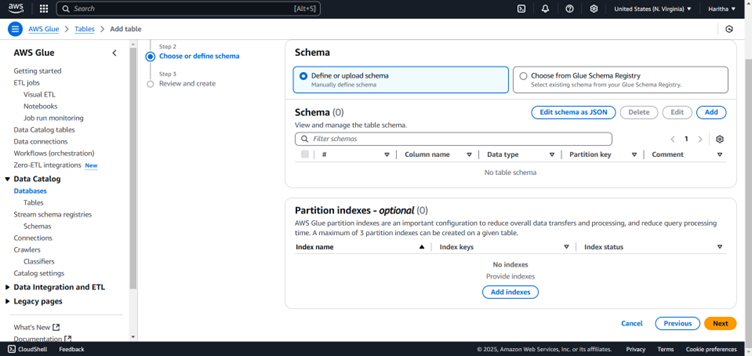 aws
Search [Alt+S] United States (N. Virginia) Haritha
AWS Glue > Tables > Add table
AWS Glue
Getting started
ETL jobs
Visual ETL
Notebooks
Job run monitoring
Data Catalog tables
Data connections
Workflows (orchestration)
Zero-ETL integrations New
Data Catalog
Databases
Tables
Stream schema registries
Schemas
Connections
Crawlers
Classifiers
Catalog settings
Data Integration and ETL
Legacy pages
What's New
Documentation
Step 2
Choose or define schema
Step 3
Review and create
Schema
Define or upload schema
Manually define schema
Choose from Glue Schema Registry
Select existing schema from your Glue Schema Registry.
Schema (0)
Edit schema as JSON Delete Edit Add
View and manage the table schema.
Filter schemas
1
# Column name Data type Partition key Comment
No table schema
Partition indexes - optional (0)
AWS Glue partition indexes are an important configuration to reduce overall data transfers and processing, and reduce query processing
time. A maximum of 3 partition indexes can be created on a given table.
Index name Index keys Index status
No indexes
Provide indexes
Add indexes
Cancel Previous Next
CloudShell Feedback © 2025, Amazon Web Services, Inc. or its affiliates. Privacy Terms Cookie preferences